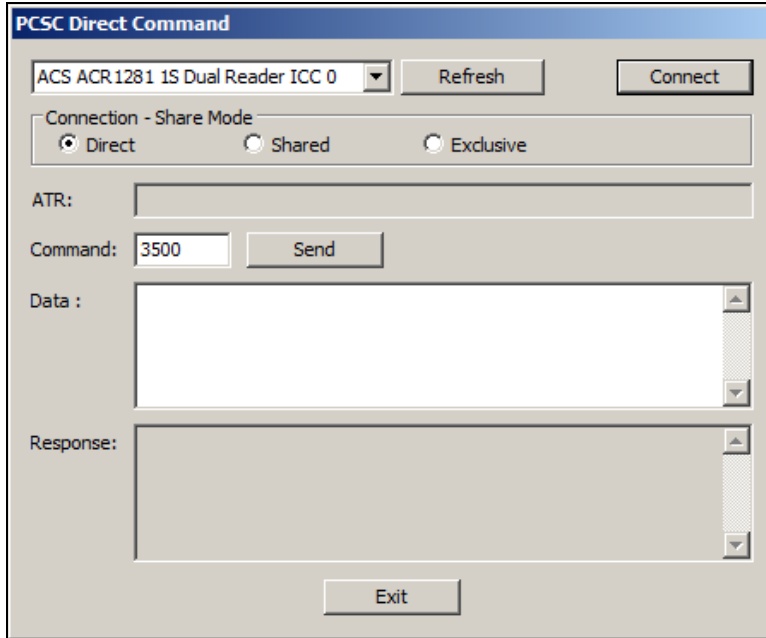 PCSC Direct Command
ACS ACR1281 1S Dual Reader ICC 0 Refresh Connect
Connection - Share Mode
Direct Shared Exclusive
ATR:
Command: 3500 Send
Data :
Response:
Exit